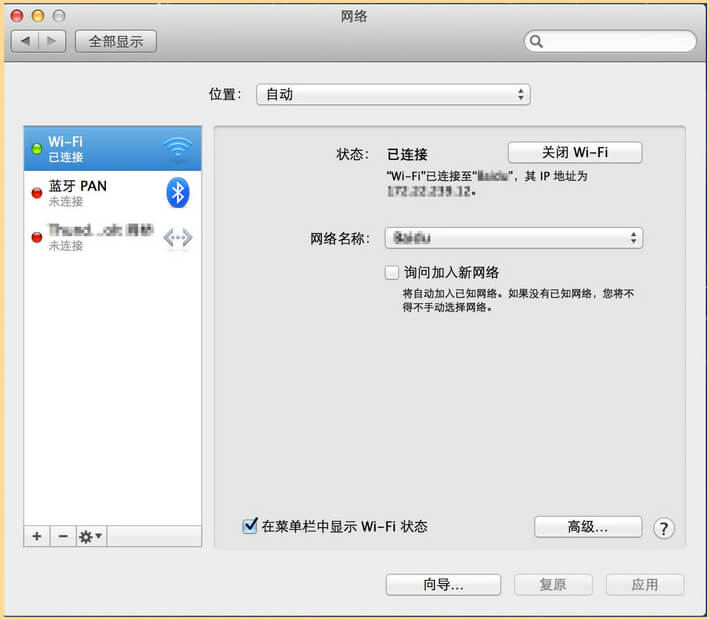 网络
全部显示
位置：
自动
Wi-Fi
已连接
蓝牙 PAN
未连接
未连接
状态：
已连接
关闭 Wi-Fi
"Wi-Fi"已连接至"
"，其 IP 地址为
网络名称：
询问加入新网络
将自动加入已知网络。如果没有已知网络，您将不
得不手动选择网络。
在菜单栏中显示 Wi-Fi 状态
高级...
?
向导...
复原
应用